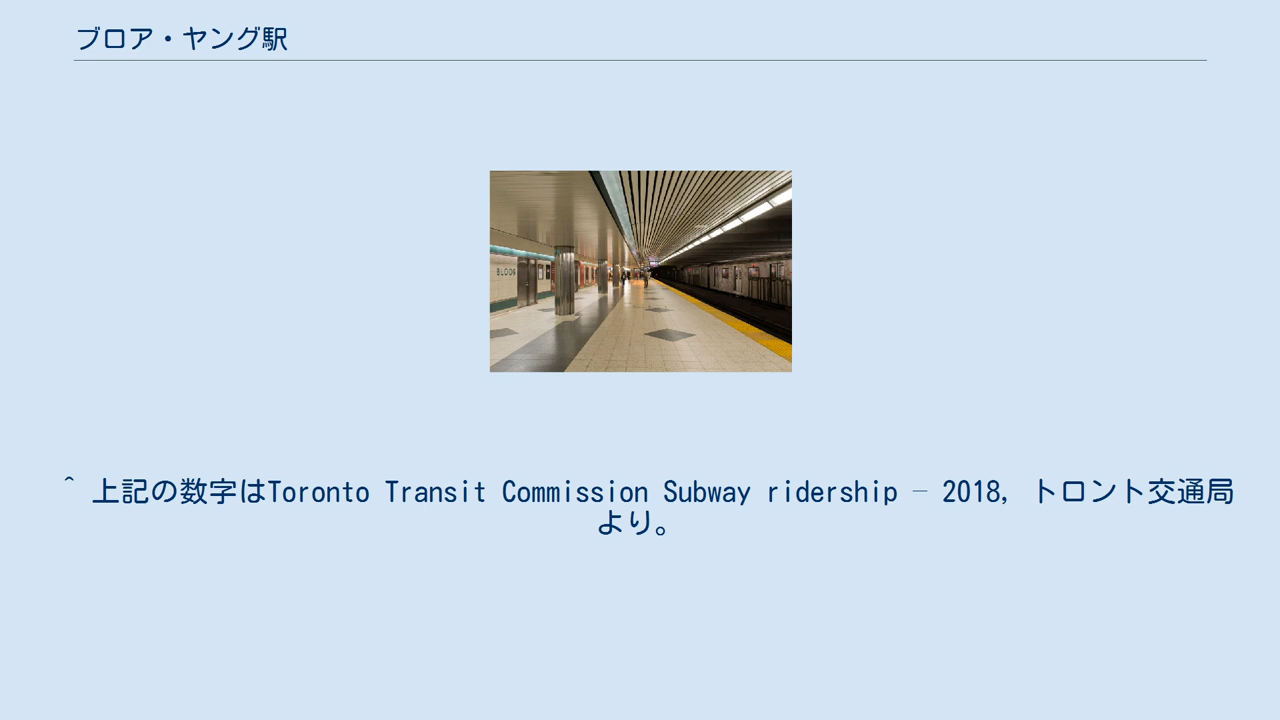 ブロア・ヤング駅
BLOOR
^ 上記の数字はToronto Transit Commission Subway ridership – 2018, トロント交通局
より。